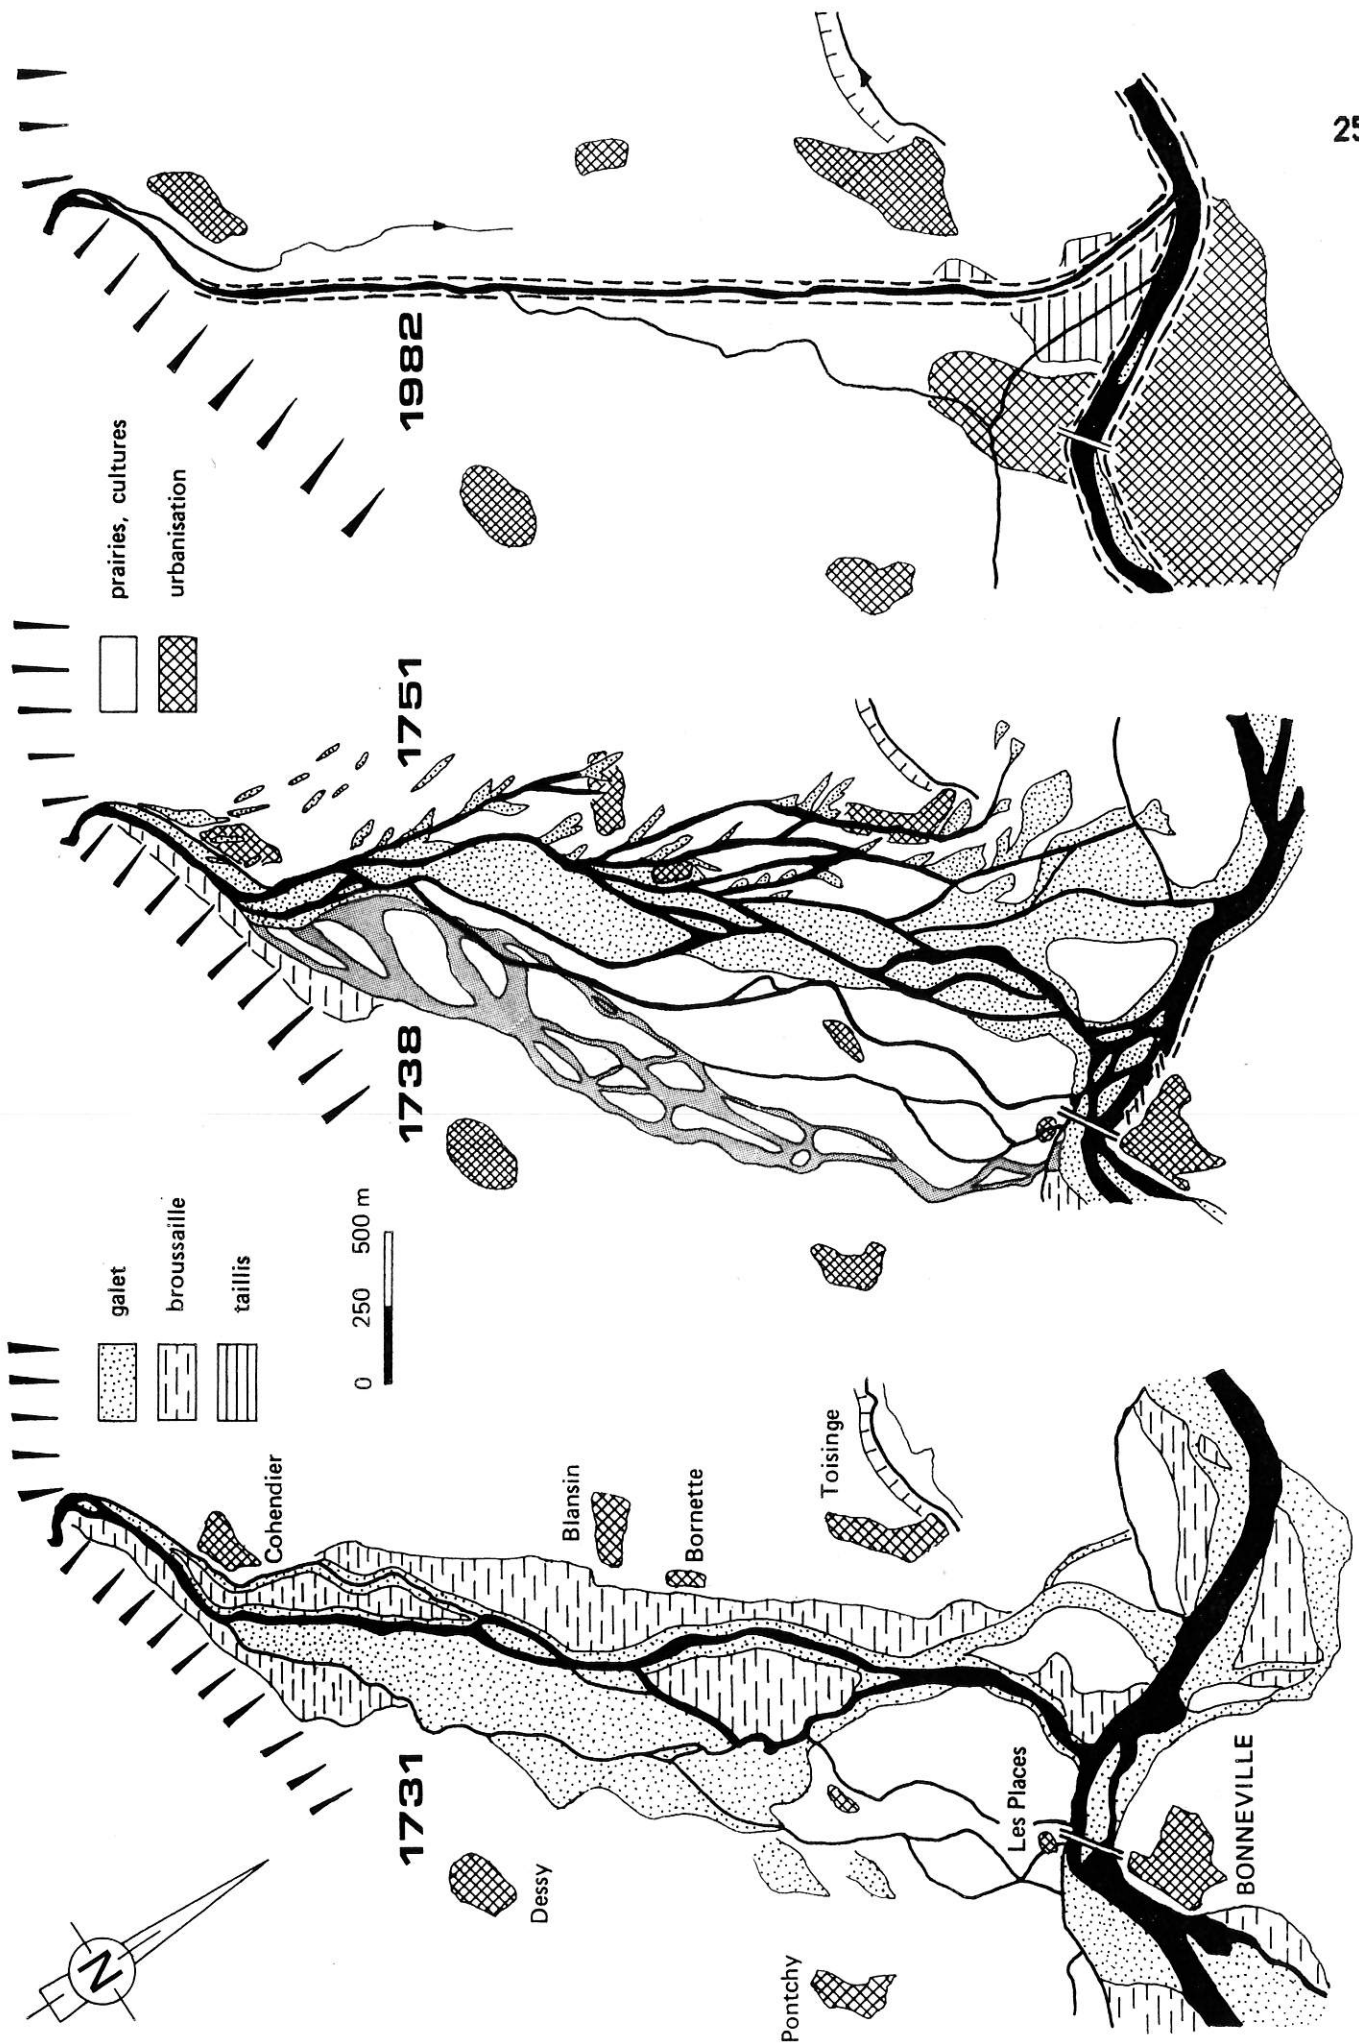 25
1982
prairies, cultures
urbanisation
1751
1738
galet
broussaille
taillis
0 250 500 m
1731
Cohendier
Blansin
Bornette
Toisinge
Dessy
Pontchy
Les Places
BONNEVILLE
N